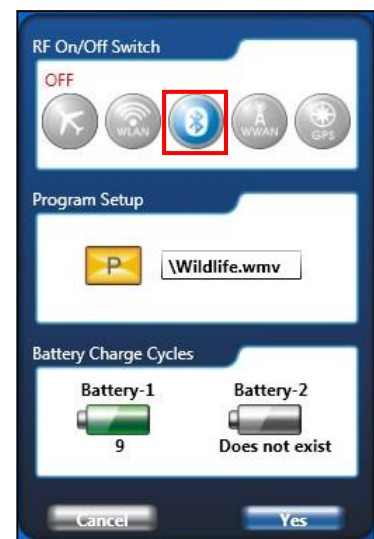 RF On/Off Switch
OFF
WLAN WWAN GPS
Program Setup
P \Wildlife.wmv
Battery Charge Cycles
Battery-1 Battery-2
9 Does not exist
Cancel Yes